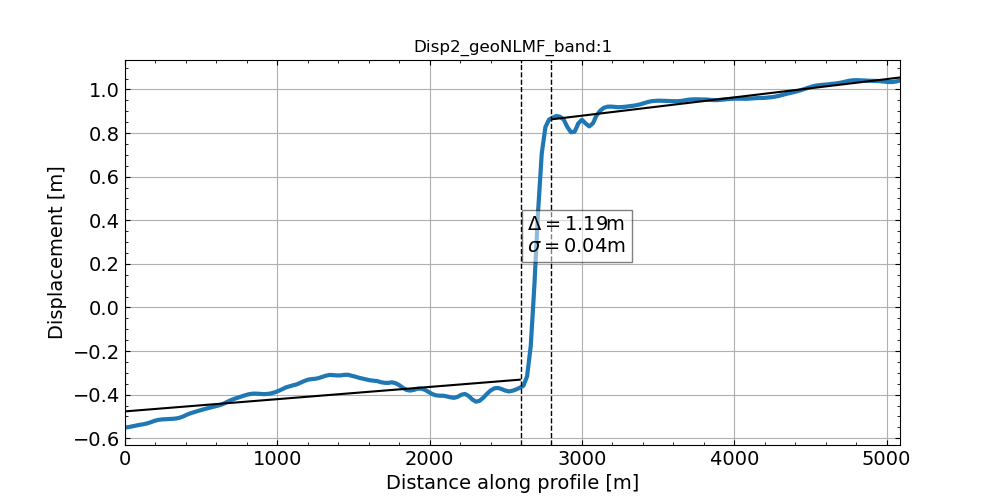 Disp2_geoNLMF_band:1
1.0
0.8
0.6
0.4
0.2
0.0
−0.2
−0.4
−0.6
Displacement [m]
Δ = 1.19m
σ = 0.04m
0 1000 2000 3000 4000 5000
Distance along profile [m]